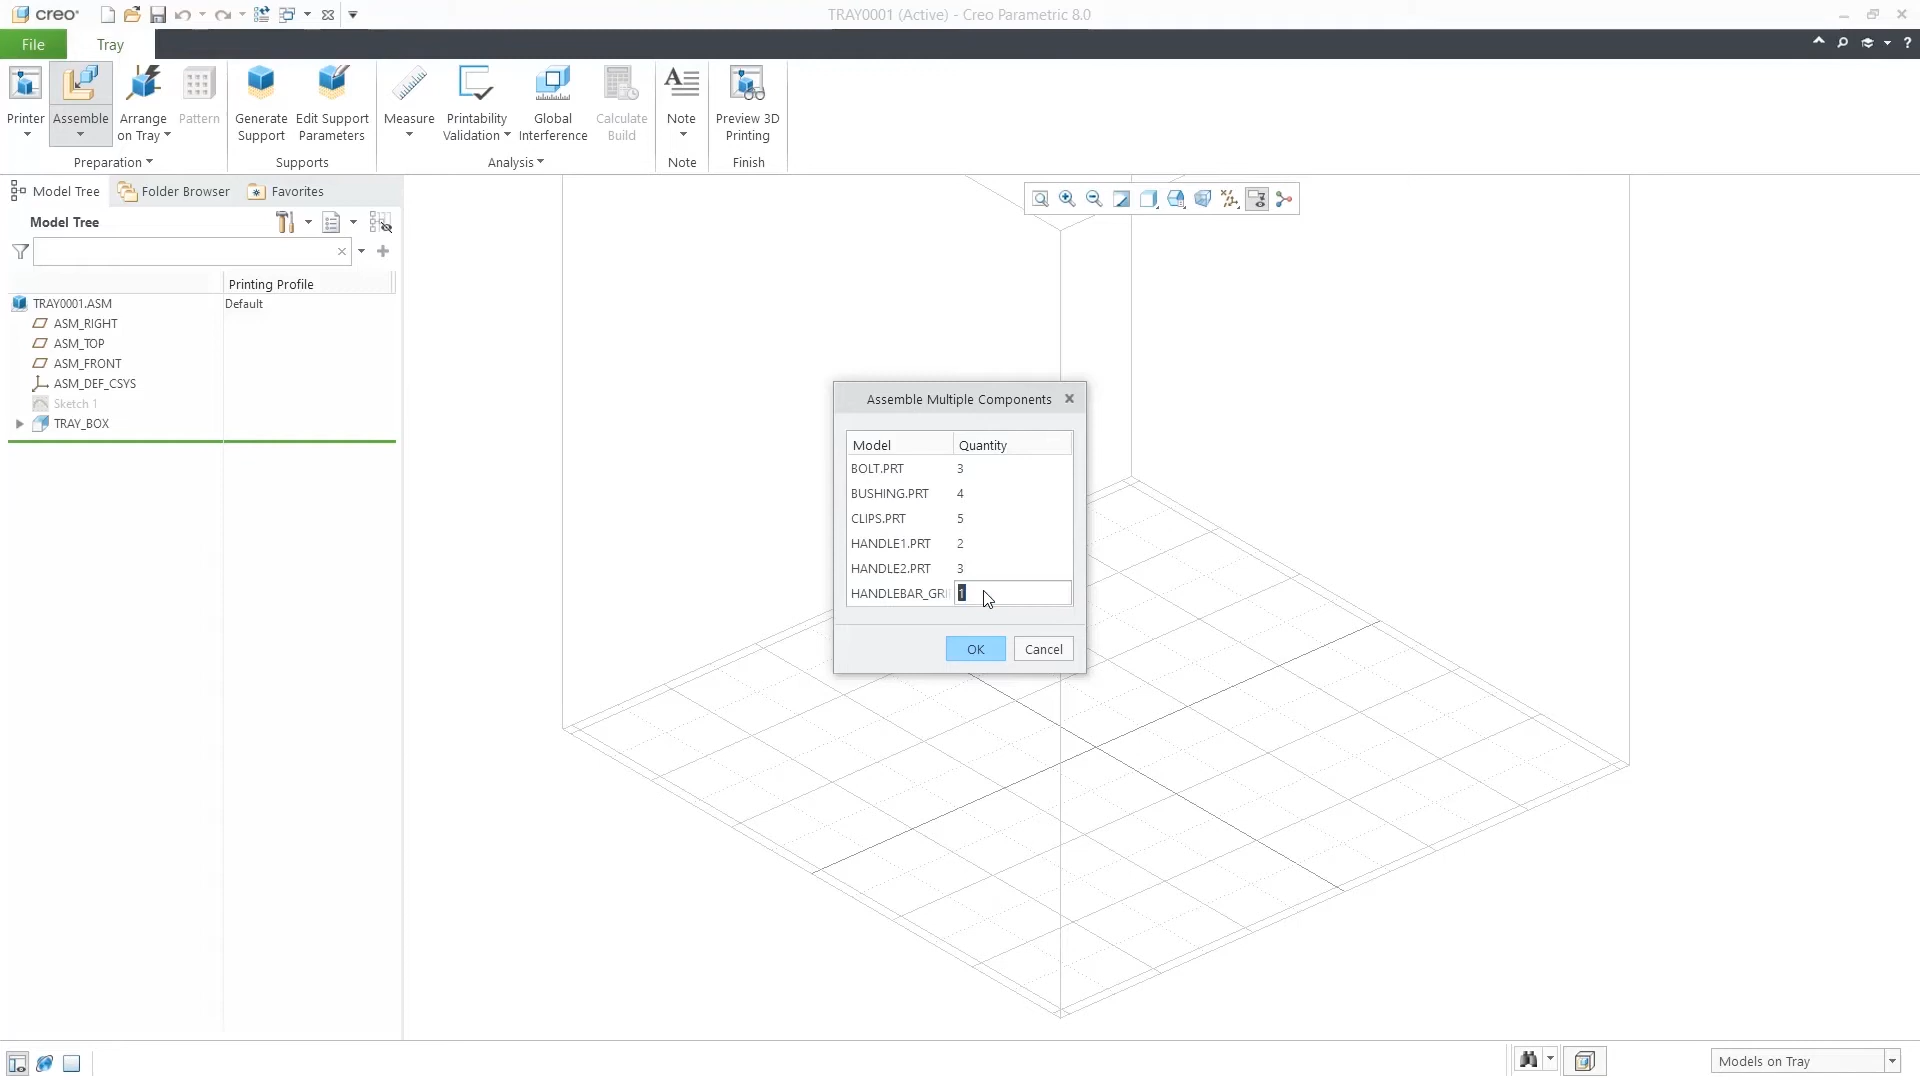 creo
TRAY0001 (Active) - Creo Parametric 8.0
File
Tray
?
Printer
Assemble
Arrange on Tray
Pattern
Preparation
Generate Support
Edit Support Parameters
Supports
Measure
Printability Validation
Global Interference
Calculate Build
Analysis
Note
Note
Preview 3D Printing
Finish
Model Tree
Folder Browser
Favorites
Model Tree
Printing Profile
TRAY0001.ASM Default
ASM_RIGHT
ASM_TOP
ASM_FRONT
ASM_DEF_CSYS
Sketch 1
TRAY_BOX
Assemble Multiple Components
Model Quantity
BOLT.PRT 3
BUSHING.PRT 4
CLIPS.PRT 5
HANDLE1.PRT 2
HANDLE2.PRT 3
HANDLEBAR_GRI 1
OK Cancel
Models on Tray